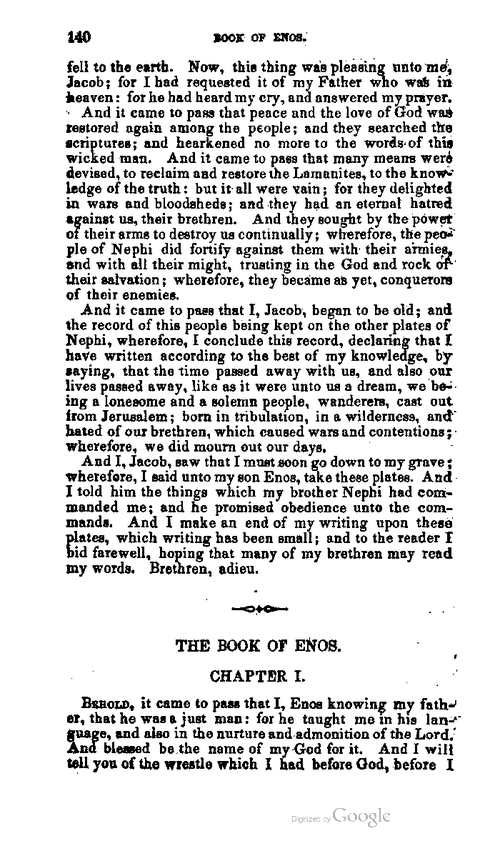 140 BOOK OF ENOS.
fell to the earth. Now, this thing was pleasing unto me,
Jacob; for I had requested it of my Father who was in
heaven: for he had heard my cry, and answered my prayer.
And it came to pass that peace and the love of God was
restored again among the people; and they searched the
scriptures; and hearkened no more to the words of this
wicked man. And it came to pass that many means were
devised, to reclaim and restore the Lamanites, to the know-
ledge of the truth: but it all were vain; for they delighted
in wars and bloodsheds; and they had an eternal hatred
against us, their brethren. And they sought by the power
of their arms to destroy us continually; wherefore, the peo-
ple of Nephi did fortify against them with their armies,
and with all their might, trusting in the God and rock of
their salvation; wherefore, they became as yet, conquerors
of their enemies.
And it came to pass that I, Jacob, began to be old; and
the record of this people being kept on the other plates of
Nephi, wherefore, I conclude this record, declaring that I
have written according to the best of my knowledge, by
saying, that the time passed away with us, and also our
lives passed away, like as it were unto us a dream, we be-
ing a lonesome and a solemn people, wanderers, cast out
from Jerusalem; born in tribulation, in a wilderness, and
hated of our brethren, which caused wars and contentions;
wherefore, we did mourn out our days.
And I, Jacob, saw that I must soon go down to my grave;
wherefore, I said unto my son Enos, take these plates. And
I told him the things which my brother Nephi had com-
manded me; and he promised obedience unto the com-
mands. And I make an end of my writing upon these
plates, which writing has been small; and to the reader I
bid farewell, hoping that many of my brethren may read
my words. Brethren, adieu.
THE BOOK OF ENOS.
CHAPTER I.
BEHOLD, it came to pass that I, Enos knowing my fath-
er, that he was a just man: for he taught me in his lan-
guage, and also in the nurture and admonition of the Lord.
And blessed be the name of my God for it. And I will
tell you of the wrestle which I had before God, before I
Digitized by Google